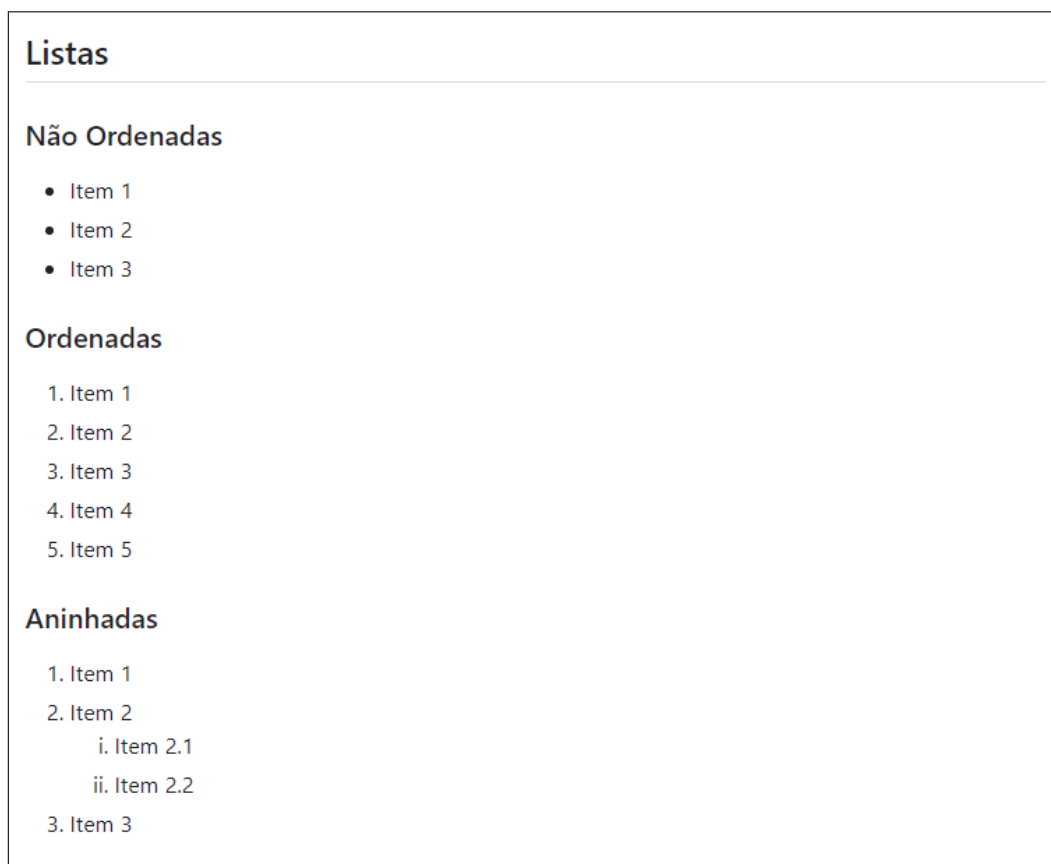 Listas
Não Ordenadas
• Item 1
• Item 2
• Item 3
Ordenadas
1. Item 1
2. Item 2
3. Item 3
4. Item 4
5. Item 5
Aninhadas
1. Item 1
2. Item 2
i. Item 2.1
ii. Item 2.2
3. Item 3